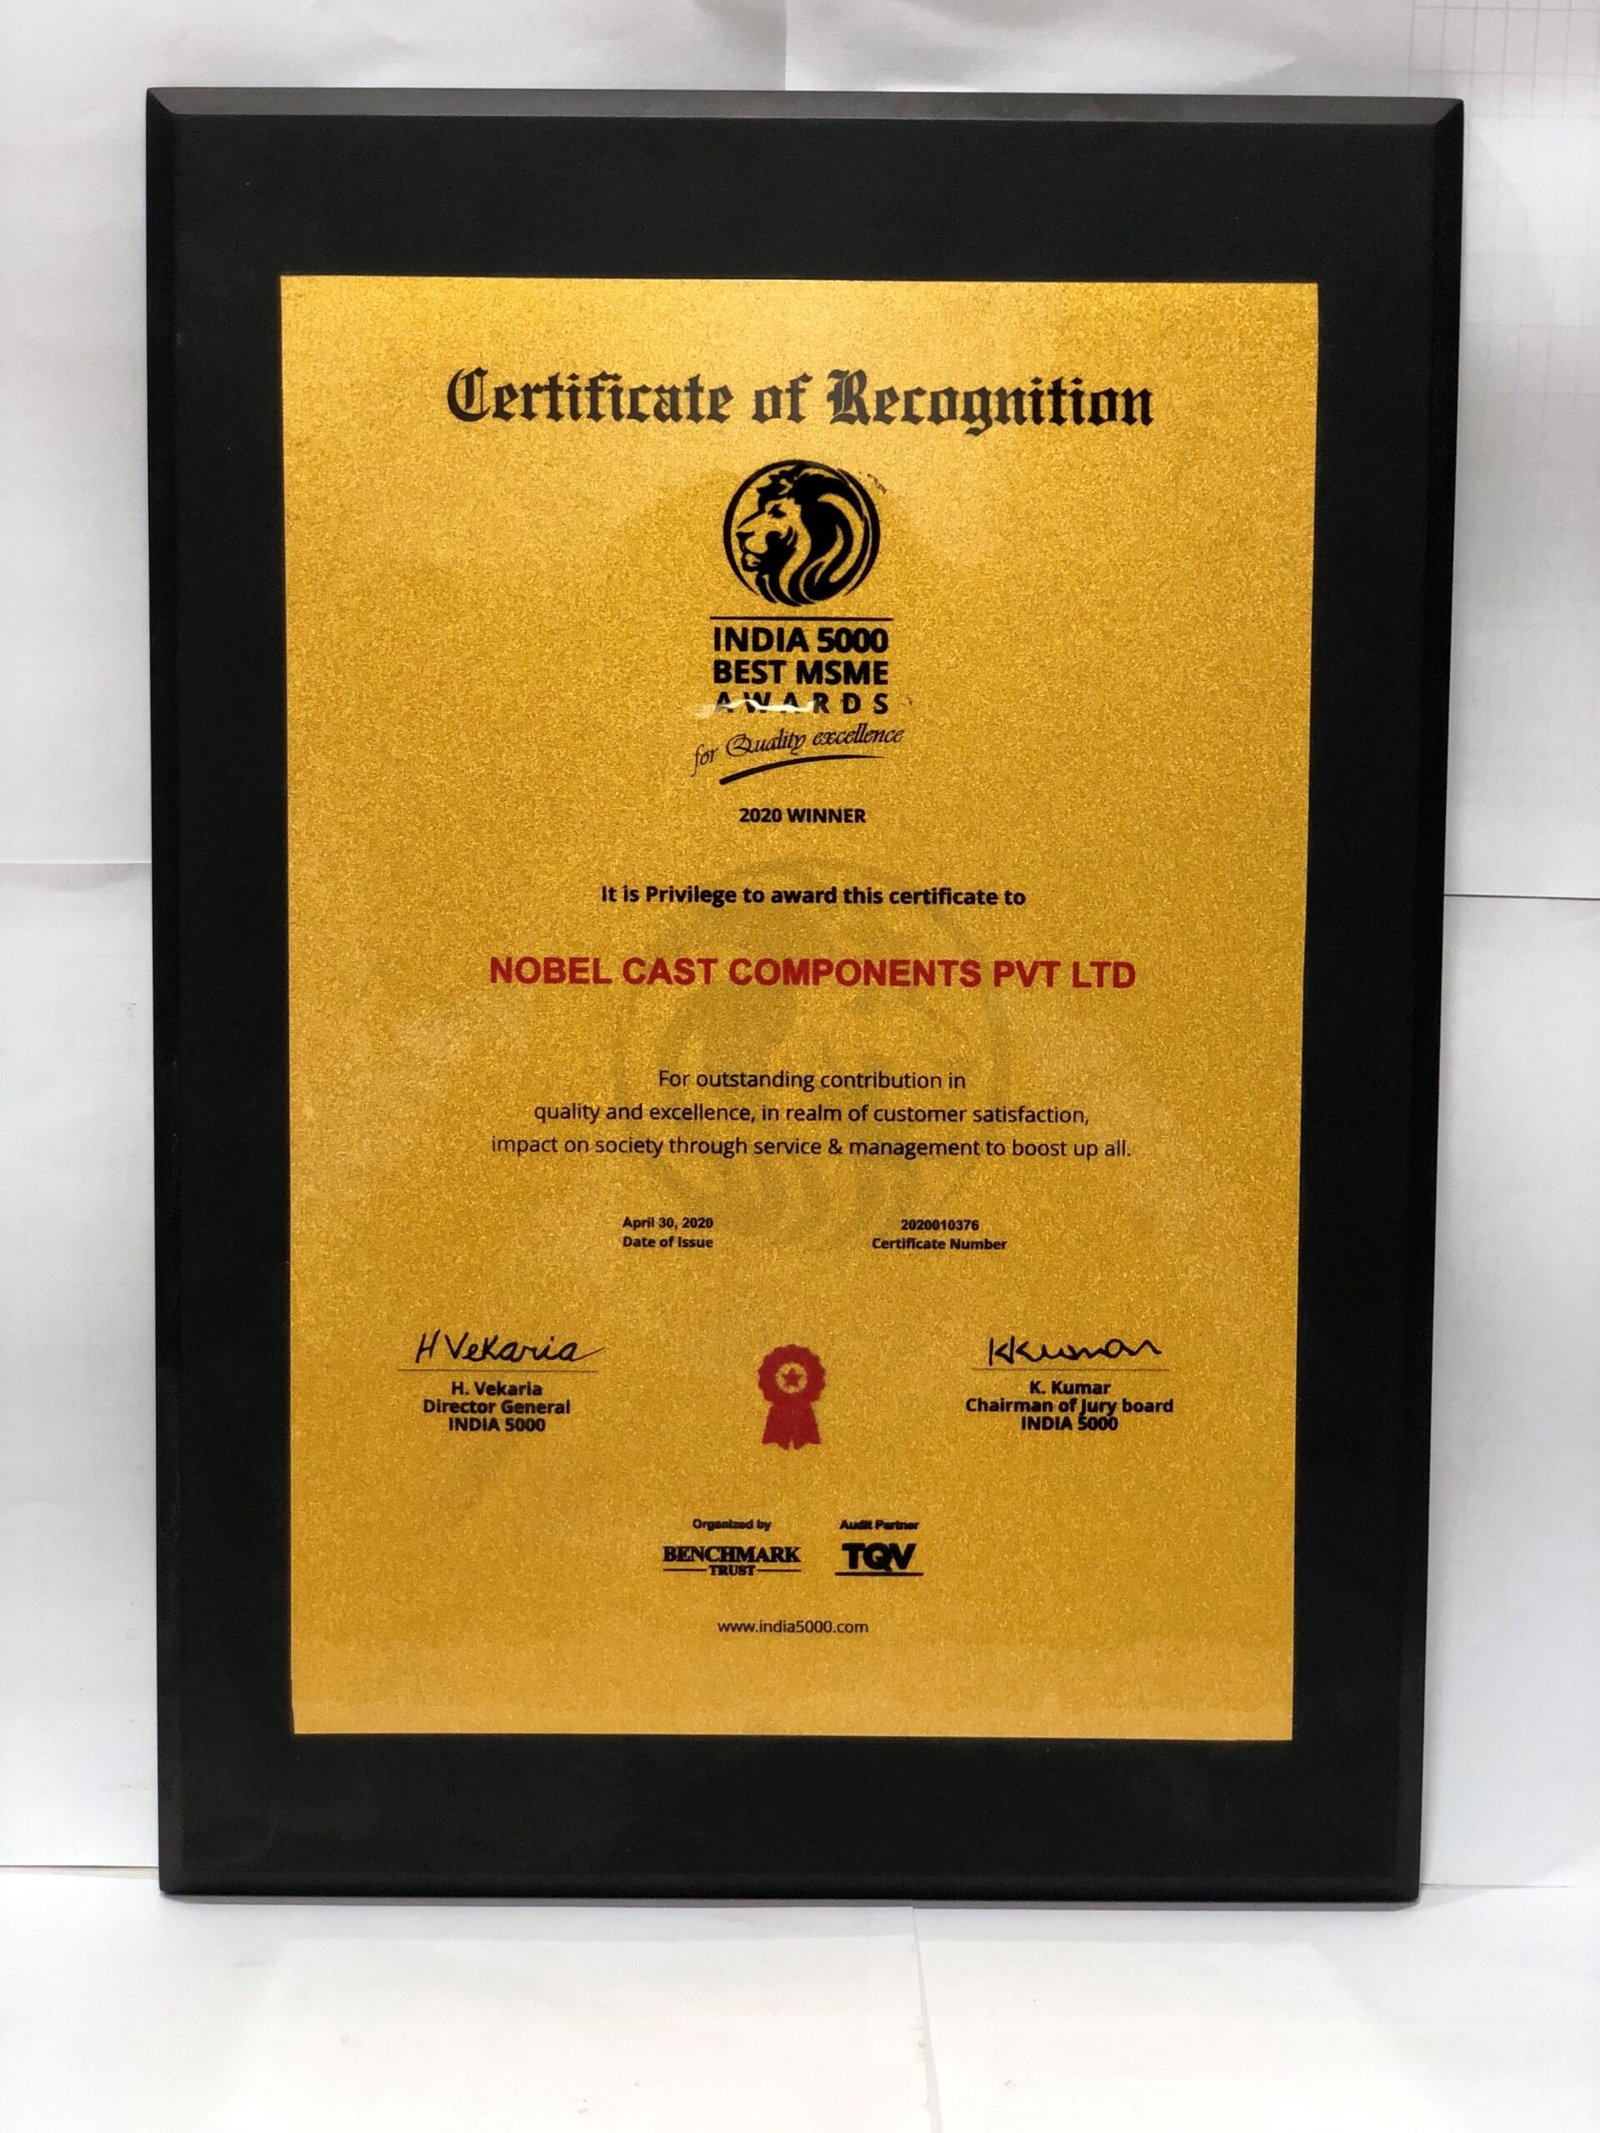 Certificate of Recognition
INDIA 5000
BEST MSME
AWARDS
for Quality excellence
2020 WINNER
It is Privilege to award this certificate to
NOBEL CAST COMPONENTS PVT LTD
For outstanding contribution in
quality and excellence, in realm of customer satisfaction,
impact on society through service & management to boost up all.
April 30, 2020
Date of Issue
2020010376
Certificate Number
H Vekaria
H. Vekaria
Director General
INDIA 5000
KKumar
K. Kumar
Chairman of Jury board
INDIA 5000
Organized by
BENCHMARK
TRUST
Audit Partner
TQV
www.india5000.com